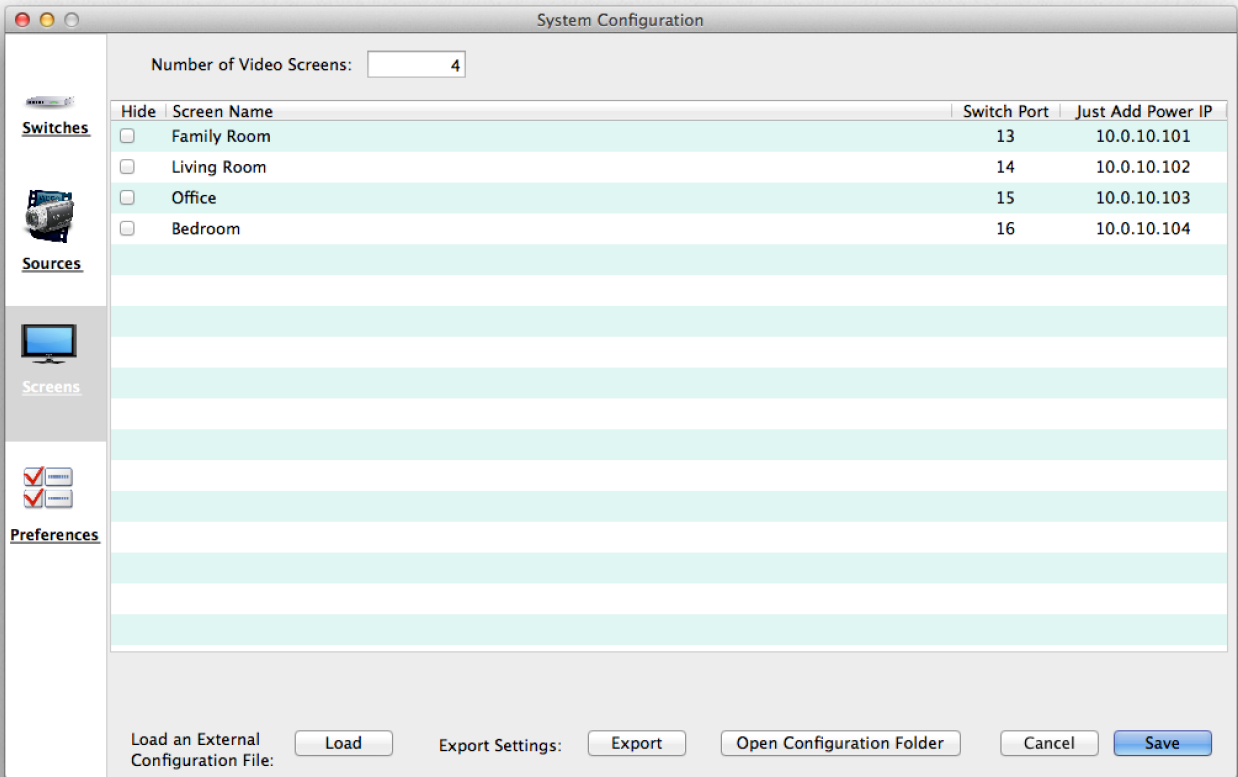 System Configuration
Number of Video Screens: 4
Switches
Hide Screen Name Switch Port Just Add Power IP
Family Room 13 10.0.10.101
Living Room 14 10.0.10.102
Office 15 10.0.10.103
Bedroom 16 10.0.10.104
Sources
Screens
Preferences
Load an External
Configuration File:
Load
Export Settings:
Export
Open Configuration Folder
Cancel
Save